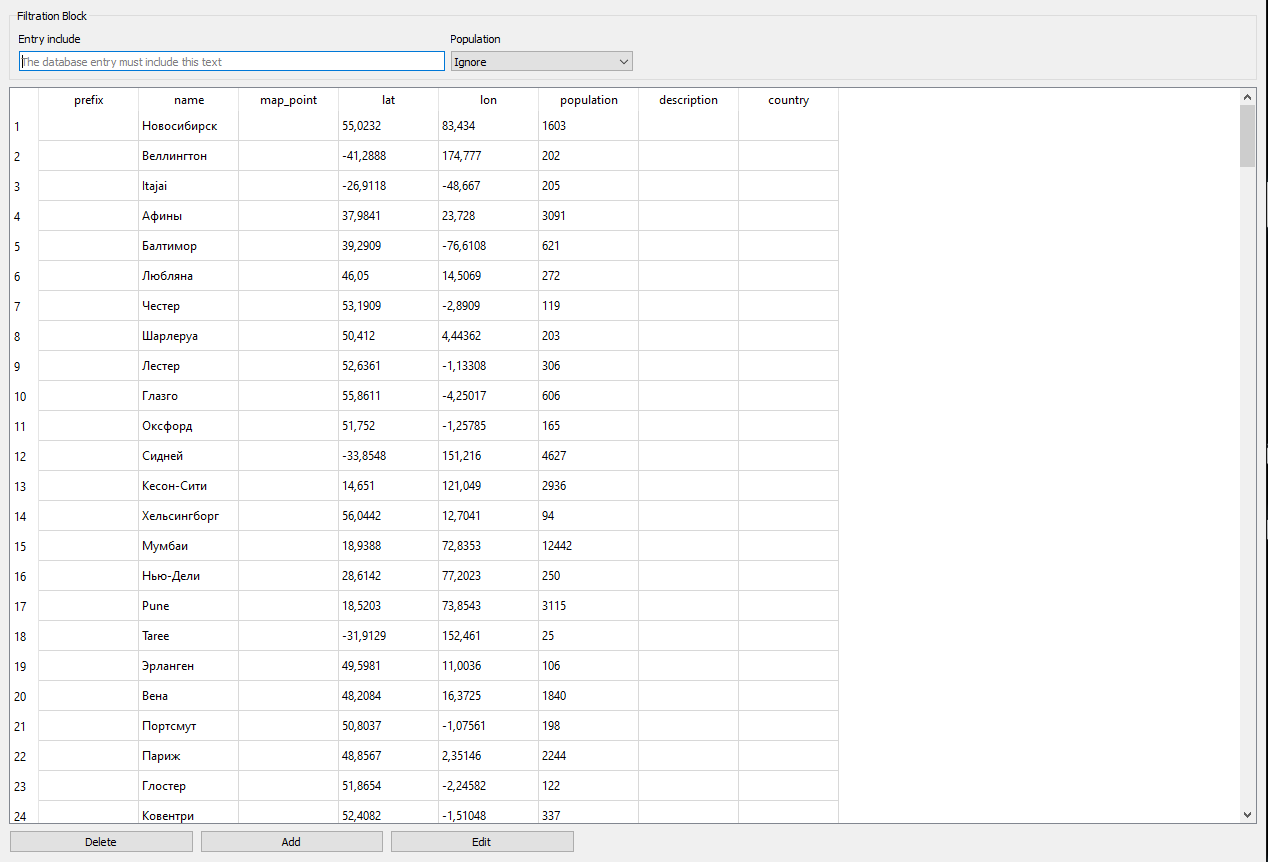 Filtration Block
Entry include Population
The database entry must include this text Ignore
prefix name map_point lat lon population description country
1 Новосибирск 55,0232 83,434 1603
2 Веллингтон -41,2888 174,777 202
3 Itajaí -26,9118 -48,667 205
4 Афины 37,9841 23,728 3091
5 Балтимор 39,2909 -76,6108 621
6 Любляна 46,05 14,5069 272
7 Честер 53,1909 -2,8909 119
8 Шарлеруа 50,412 4,44362 203
9 Лестер 52,6361 -1,13308 306
10 Глазго 55,8611 -4,25017 606
11 Оксфорд 51,752 -1,25785 165
12 Сидней -33,8548 151,216 4627
13 Кесон-Сити 14,651 121,049 2936
14 Хельсингборг 56,0442 12,7041 94
15 Мумбаи 18,9388 72,8353 12442
16 Нью-Дели 28,6142 77,2023 250
17 Pune 18,5203 73,8543 3115
18 Taree -31,9129 152,461 25
19 Эрланген 49,5981 11,0036 106
20 Вена 48,2084 16,3725 1840
21 Портсмут 50,8037 -1,07561 198
22 Париж 48,8567 2,35146 2244
23 Глостер 51,8654 -2,24582 122
24 Ковентри 52,4082 -1,51048 337
Delete Add Edit